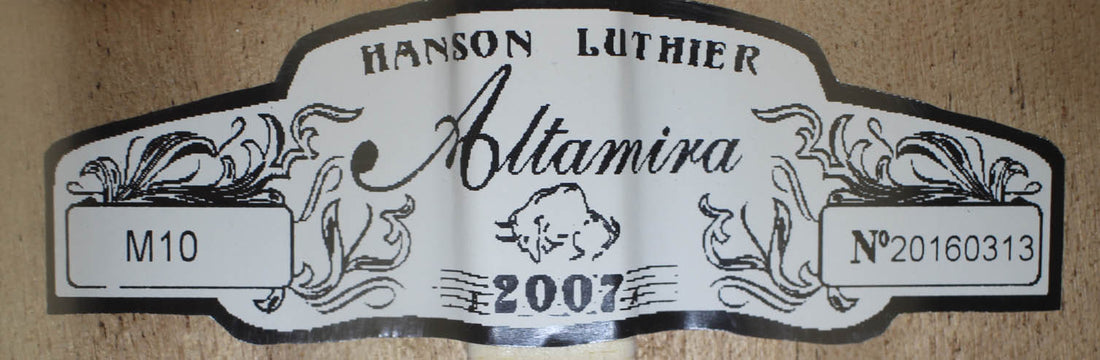 HANSON LUTHIER
Altamira
M10
Nº20160313
2007